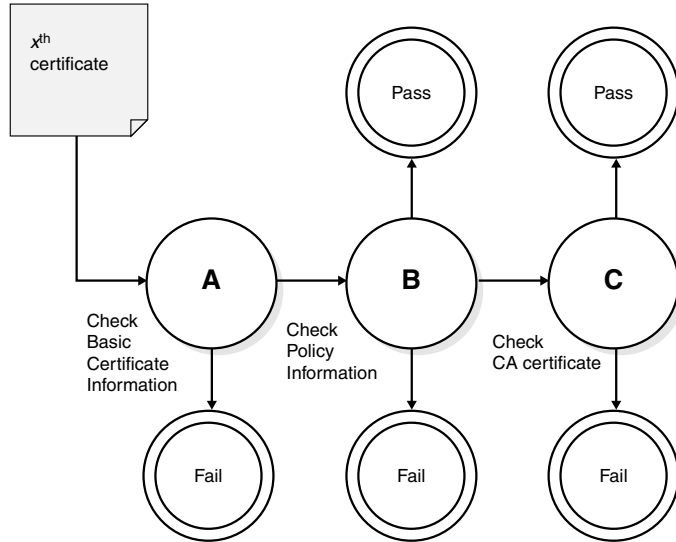 xth
certificate
Pass
Pass
A
B
C
Check
Basic
Certificate
Information
Check
Policy
Information
Check
CA certificate
Fail
Fail
Fail